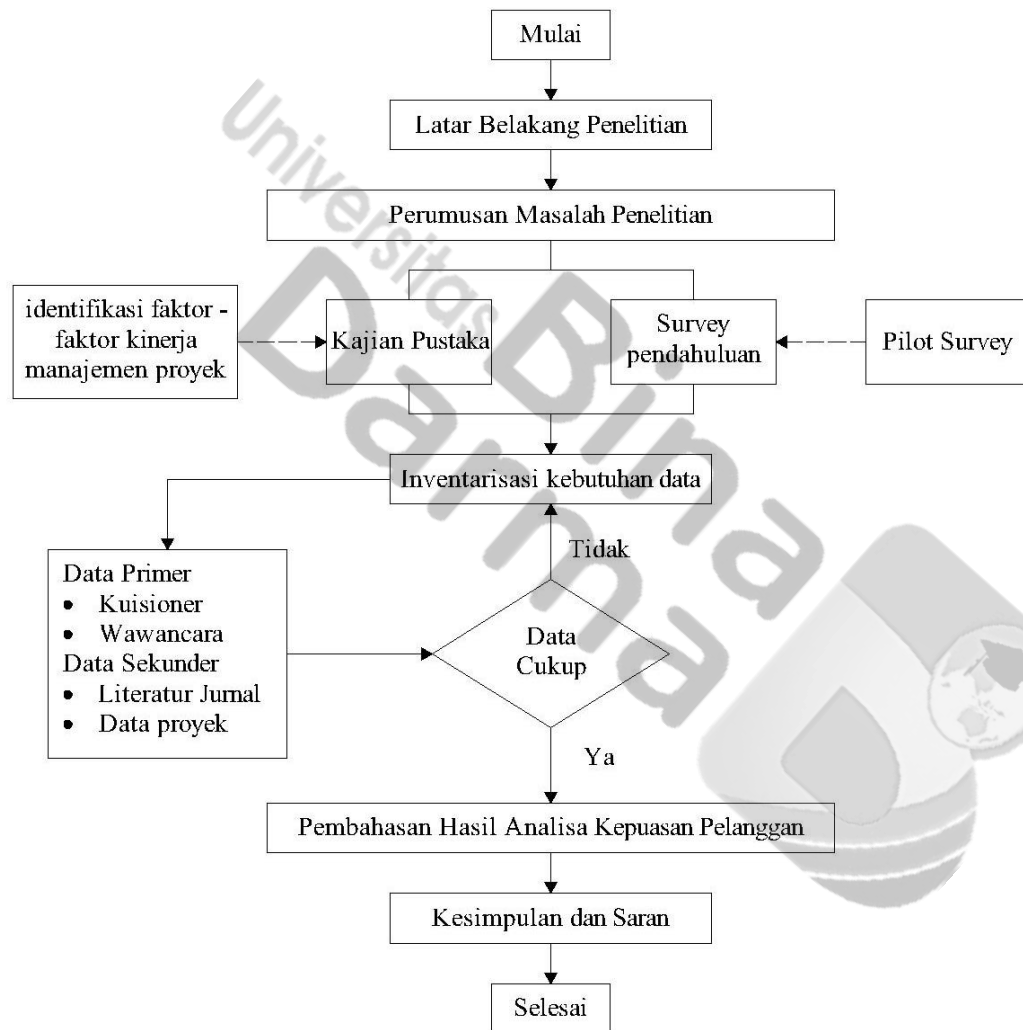 Mulai
Latar Belakang Penelitian
Perumusan Masalah Penelitian
identifikasi faktor -
faktor kinerja
manajemen proyek
Kajian Pustaka
Survey
pendahuluan
Pilot Survey
Inventarisasi kebutuhan data
Tidak
Data Primer
• Kuisioner
• Wawancara
Data Sekunder
• Literatur Jurnal
• Data proyek
Data
Cukup
Ya
Pembahasan Hasil Analisa Kepuasan Pelanggan
Kesimpulan dan Saran
Selesai
Universitas
Bina
Darma